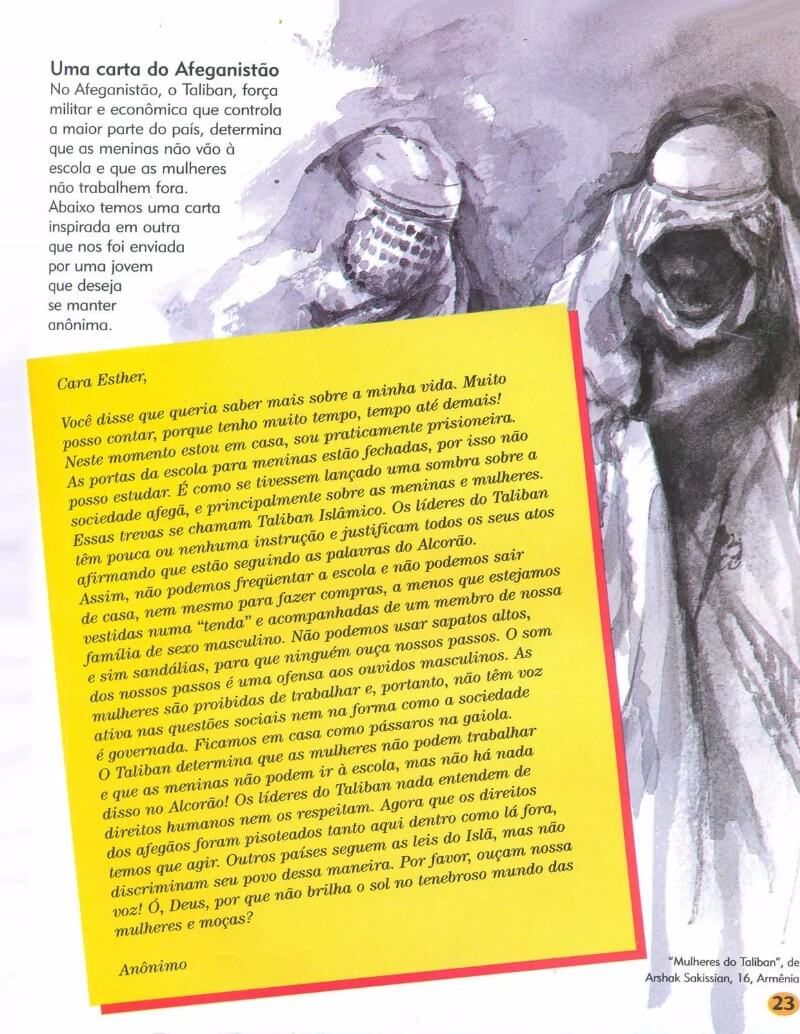 Uma carta do Afeganistão
No Afeganistão, o Taliban, força
militar e econômica que controla
a maior parte do país, determina
que as meninas não vão à
escola e que as mulheres
não trabalhem fora.
Abaixo temos uma carta
inspirada em outra
que nos foi enviada
por uma jovem
que deseja
se manter
anônima.
Cara Esther,
Você disse que queria saber mais sobre a minha vida. Muito
posso contar, porque tenho muito tempo, tempo até demais!
Neste momento estou em casa, sou praticamente prisioneira.
As portas da escola para meninas estão fechadas, por isso não
posso estudar. É como se tivessem lançado uma sombra sobre a
sociedade afegã, e principalmente sobre as meninas e mulheres.
Essas trevas se chamam Taliban Islâmico. Os líderes do Taliban
têm pouca ou nenhuma instrução e justificam todos os seus atos
afirmando que estão seguindo as palavras do Alcorão.
Assim, não podemos freqüentar a escola e não podemos sair
de casa, nem mesmo para fazer compras, a menos que estejamos
vestidas numa “tenda” e acompanhadas de um membro de nossa
família de sexo masculino. Não podemos usar sapatos altos,
e sim sandálias, para que ninguém ouça nossos passos. O som
dos nossos passos é uma ofensa aos ouvidos masculinos. As
mulheres são proibidas de trabalhar e, portanto, não têm voz
ativa nas questões sociais nem na forma como a sociedade
é governada. Ficamos em casa como pássaros na gaiola.
O Taliban determina que as mulheres não podem trabalhar
e que as meninas não podem ir à escola, mas não há nada
disso no Alcorão! Os líderes do Taliban nada entendem de
direitos humanos nem os respeitam. Agora que os direitos
dos afegãos foram pisoteados tanto aqui dentro como lá fora,
temos que agir. Outros países seguem as leis do Islã, mas não
discriminam seu povo dessa maneira. Por favor, ouçam nossa
voz! Ó, Deus, por que não brilha o sol no tenebroso mundo das
mulheres e moças?
Anônimo
“Mulheres do Taliban”, de
Arshak Sakissian, 16, Armênia
23